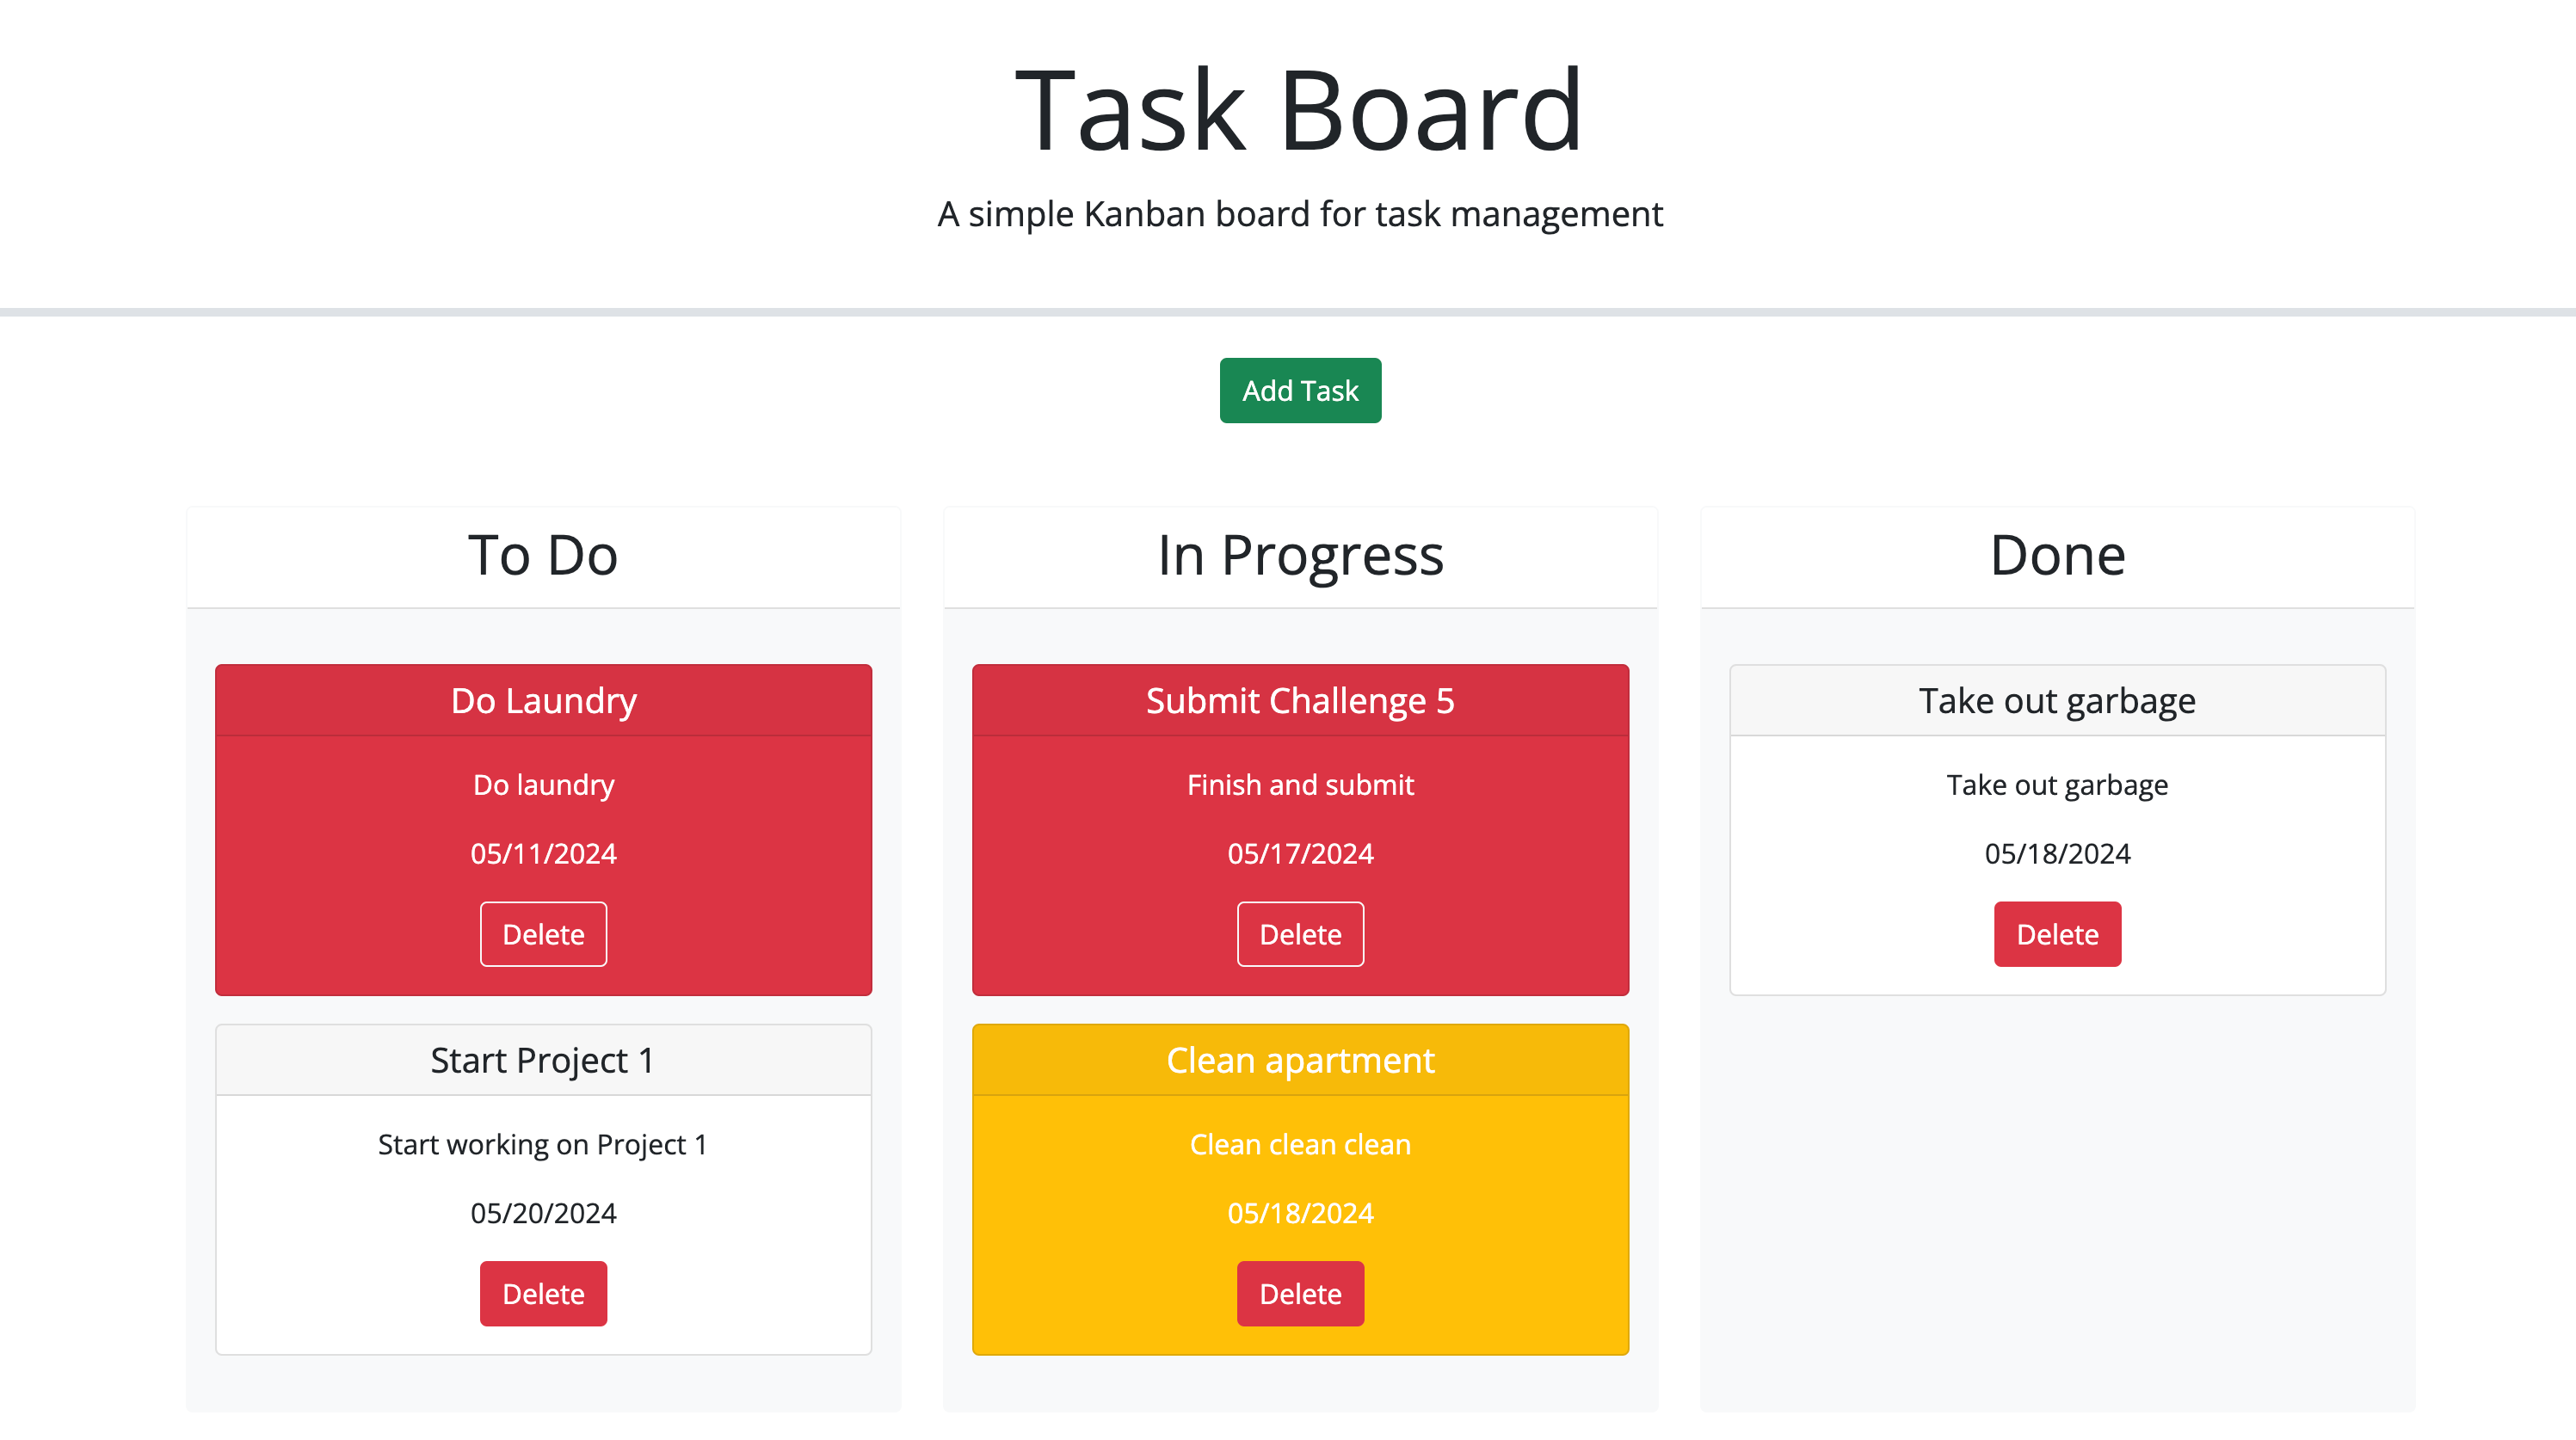 Task Board
A simple Kanban board for task management
Add Task
To Do
Do Laundry
Do laundry
05/11/2024
Delete
Start Project 1
Start working on Project 1
05/20/2024
Delete
In Progress
Submit Challenge 5
Finish and submit
05/17/2024
Delete
Clean apartment
Clean clean clean
05/18/2024
Delete
Done
Take out garbage
Take out garbage
05/18/2024
Delete